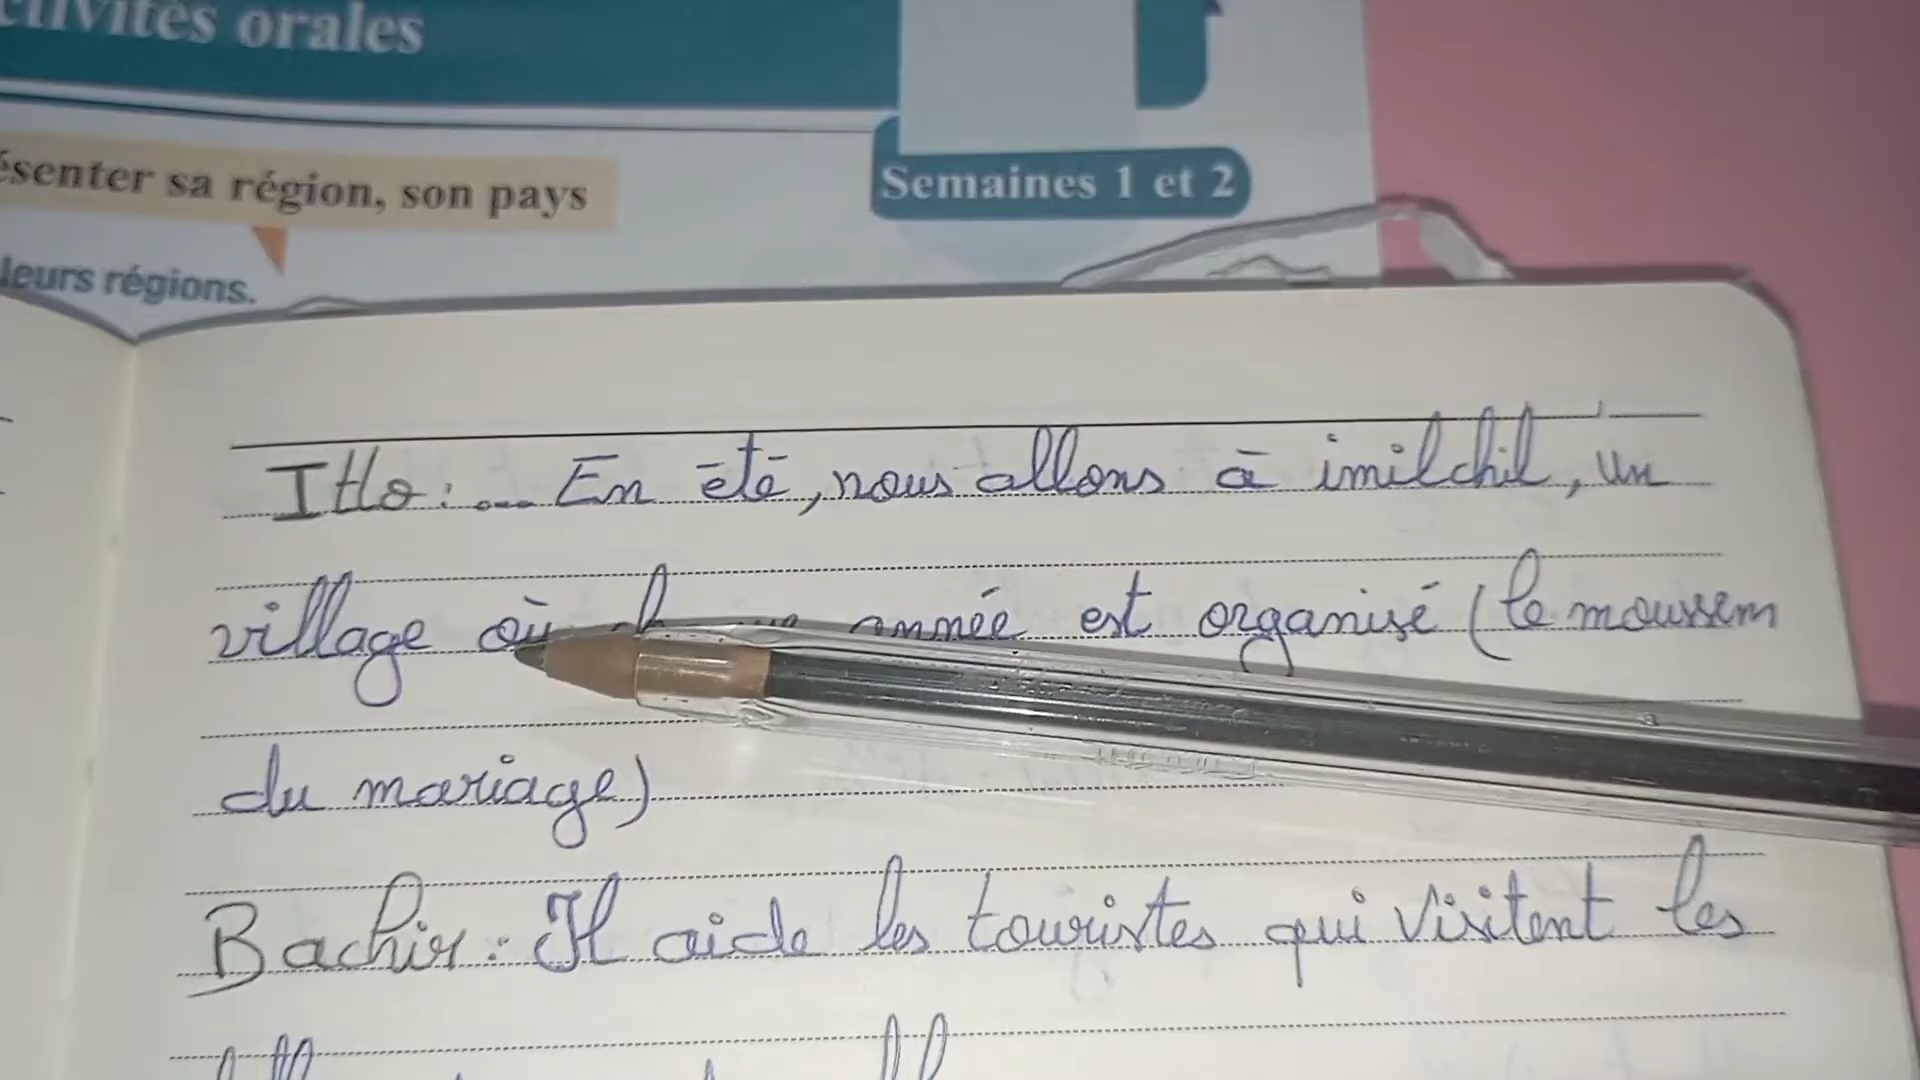 ctivités orales
ésenter sa région, son pays
Semaines 1 et 2
leurs régions.
Itto : ... En été, nous allons à imilchil, un
village où année est organisé (le moussem
du mariage)
Bachir : Il aide les touristes qui visitent les